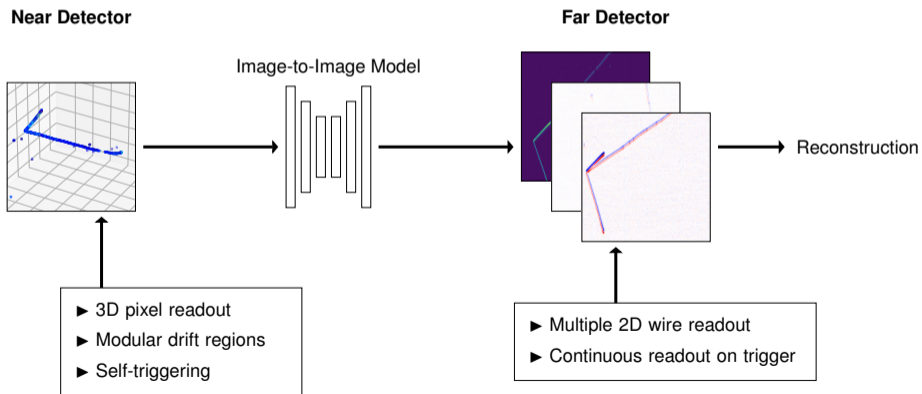 Near Detector
Far Detector
Image-to-Image Model
Reconstruction
► 3D pixel readout
► Modular drift regions
► Self-triggering
► Multiple 2D wire readout
► Continuous readout on trigger